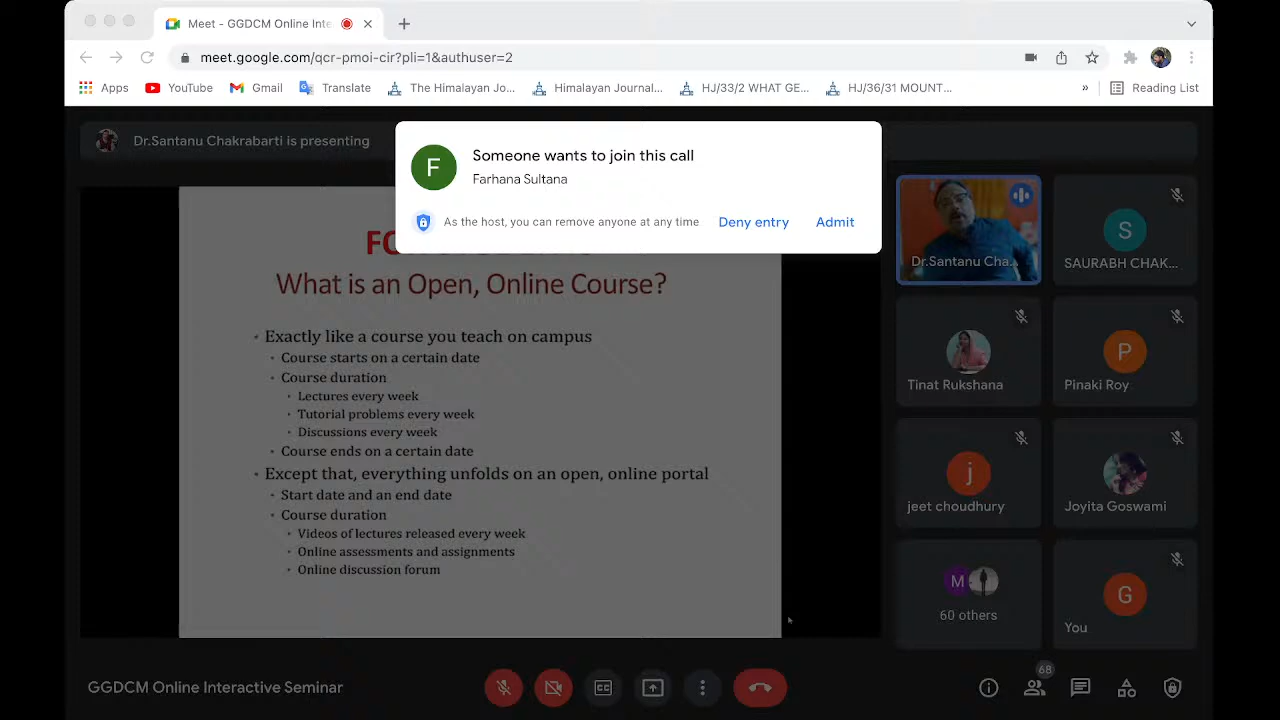 Meet - GGDCM Online Inte
meet.google.com/qcr-pmoi-cir?pli=1&authuser=2
Apps
YouTube
Gmail
Translate
The Himalayan Jo...
Himalayan Journal...
HJ/33/2 WHAT GE...
HJ/36/31 MOUNT...
»
Reading List
Dr.Santanu Chakrabarti is presenting
F
Someone wants to join this call
Farhana Sultana
As the host, you can remove anyone at any time
Deny entry
Admit
What is an Open, Online Course?
• Exactly like a course you teach on campus
• Course starts on a certain date
• Course duration
• Lectures every week
• Tutorial problems every week
• Discussions every week
• Course ends on a certain date
• Except that, everything unfolds on an open, online portal
• Start date and an end date
• Course duration
• Videos of lectures released every week
• Online assessments and assignments
• Online discussion forum
Dr.Santanu Cha...
S
SAURABH CHAK...
Tinat Rukshana
P
Pinaki Roy
j
jeet choudhury
Joyita Goswami
M
60 others
G
You
GGDCM Online Interactive Seminar
CC
68